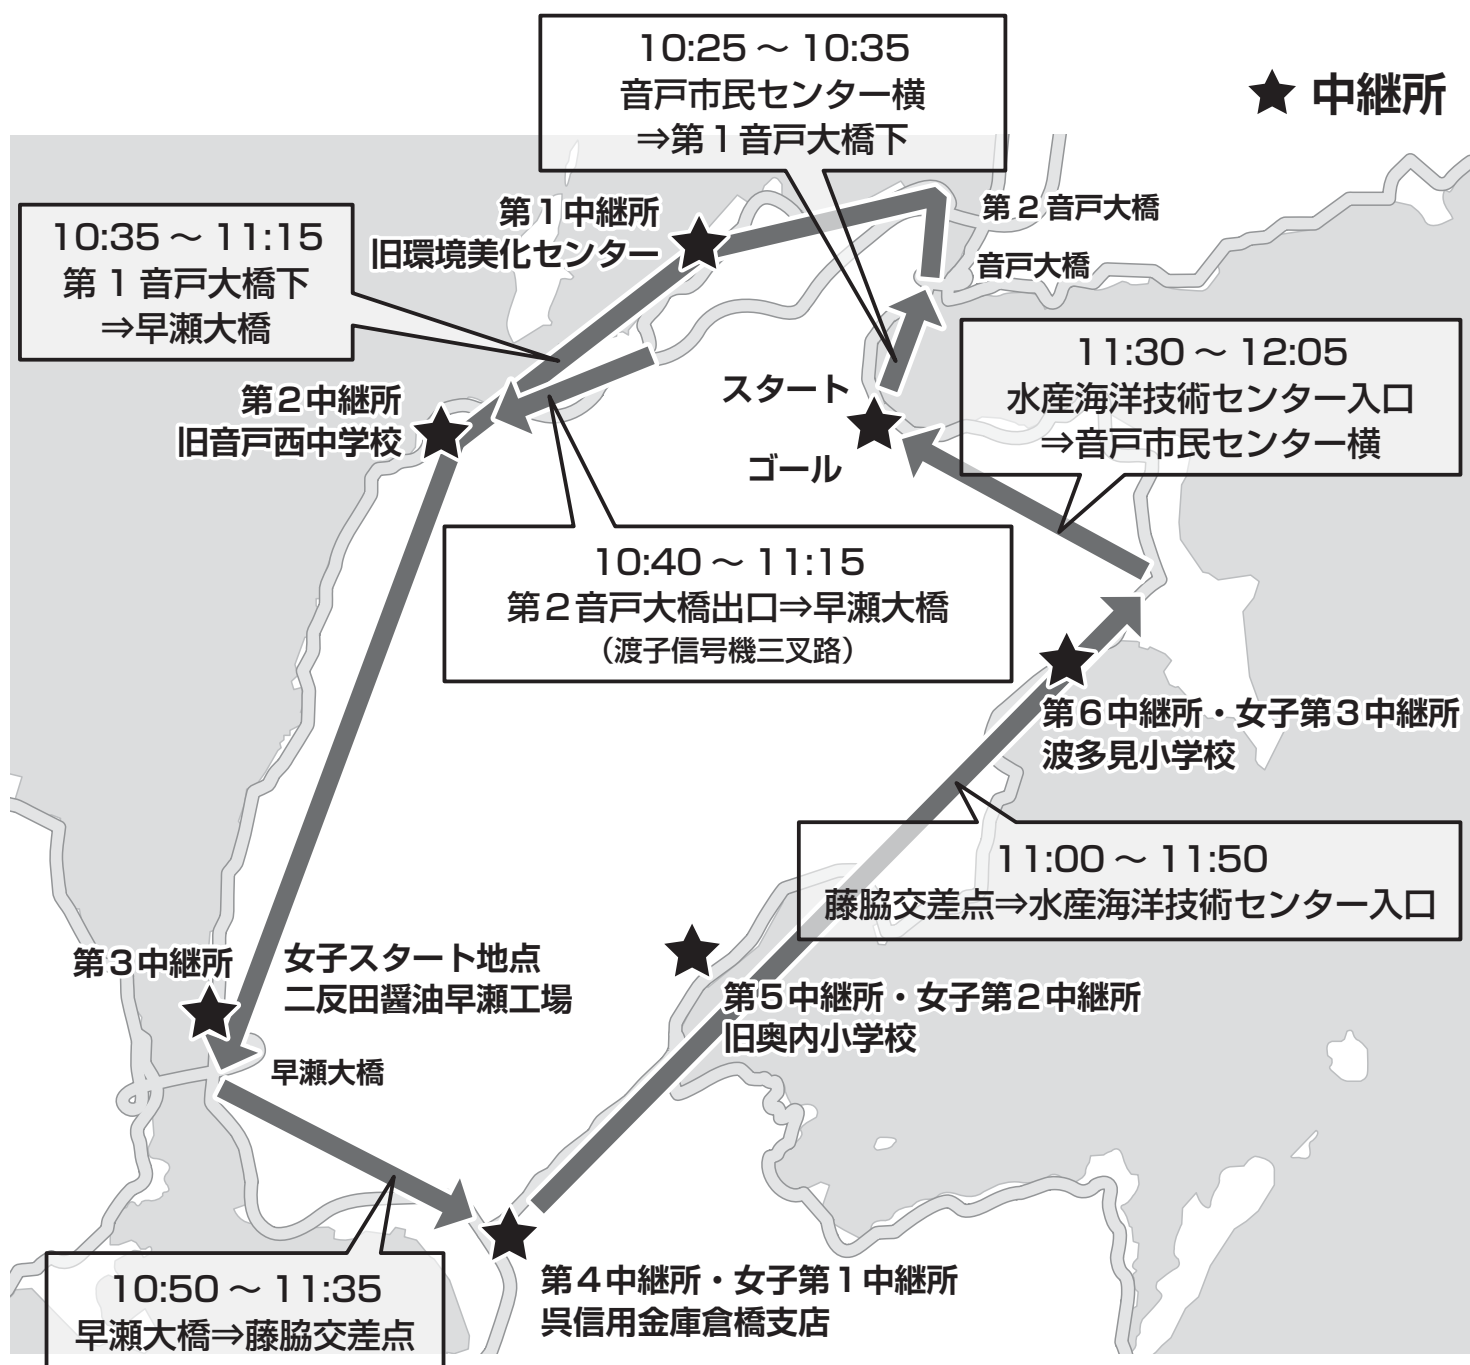 10:25 ～ 10:35
音戸市民センター横
⇒第1音戸大橋下
★ 中継所
第2音戸大橋
音戸大橋
第1中継所
旧環境美化センター
10:35 ～ 11:15
第1音戸大橋下
⇒早瀬大橋
11:30 ～ 12:05
水産海洋技術センター入口
⇒音戸市民センター横
スタート
ゴール
第2中継所
旧音戸西中学校
10:40 ～ 11:15
第2音戸大橋出口⇒早瀬大橋
（渡子信号機三叉路）
第6中継所・女子第3中継所
波多見小学校
11:00 ～ 11:50
藤脇交差点⇒水産海洋技術センター入口
第3中継所
女子スタート地点
二反田醤油早瀬工場
第5中継所・女子第2中継所
旧奥内小学校
早瀬大橋
10:50 ～ 11:35
早瀬大橋⇒藤脇交差点
第4中継所・女子第1中継所
呉信用金庫倉橋支店